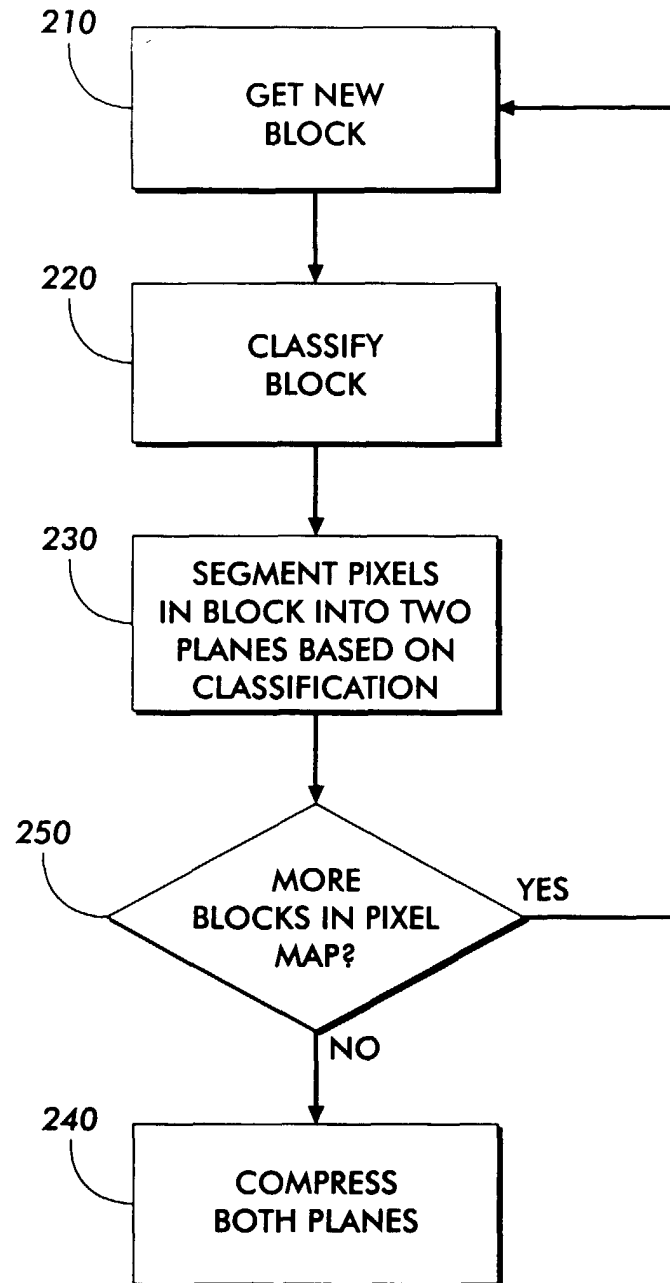 210
GET NEW
BLOCK
220
CLASSIFY
BLOCK
230
SEGMENT PIXELS
IN BLOCK INTO TWO
PLANES BASED ON
CLASSIFICATION
250
MORE
BLOCKS IN PIXEL
MAP?
YES
NO
240
COMPRESS
BOTH PLANES